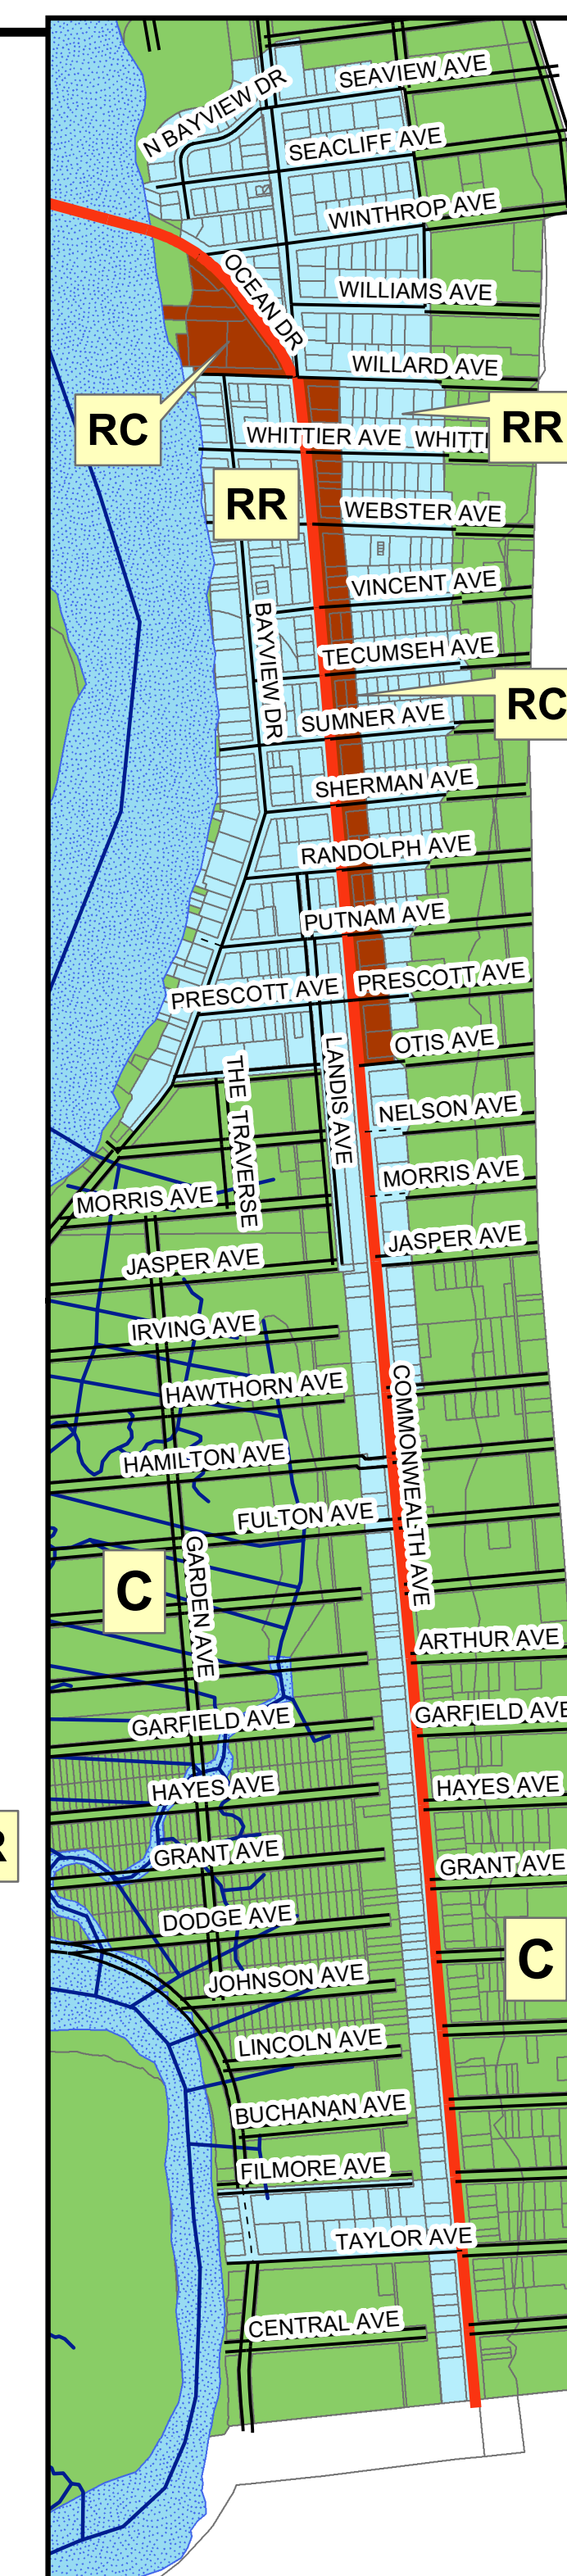 SEAVIEW AVE
N BAYVIEW DR
SEACLIFF AVE
WINTHROP AVE
OCEAN DR
WILLIAMS AVE
WILLARD AVE
RC
RR
WHITTIER AVE
WHITTI
RR
WEBSTER AVE
VINCENT AVE
BAYVIEW DR
TECUMSEH AVE
RC
SUMNER AVE
SHERMAN AVE
RANDOLPH AVE
PUTNAM AVE
PRESCOTT AVE
PRESCOTT AVE
OTIS AVE
LANDIS AVE
THE TRAVERSE
NELSON AVE
MORRIS AVE
MORRIS AVE
JASPER AVE
JASPER AVE
IRVING AVE
HAWTHORN AVE
COMMONWEALTH AVE
HAMILTON AVE
FULTON AVE
C
GARDEN AVE
ARTHUR AVE
GARFIELD AVE
GARFIELD AVE
HAYES AVE
HAYES AVE
R
GRANT AVE
GRANT AVE
DODGE AVE
C
JOHNSON AVE
LINCOLN AVE
BUCHANAN AVE
FILMORE AVE
TAYLOR AVE
CENTRAL AVE